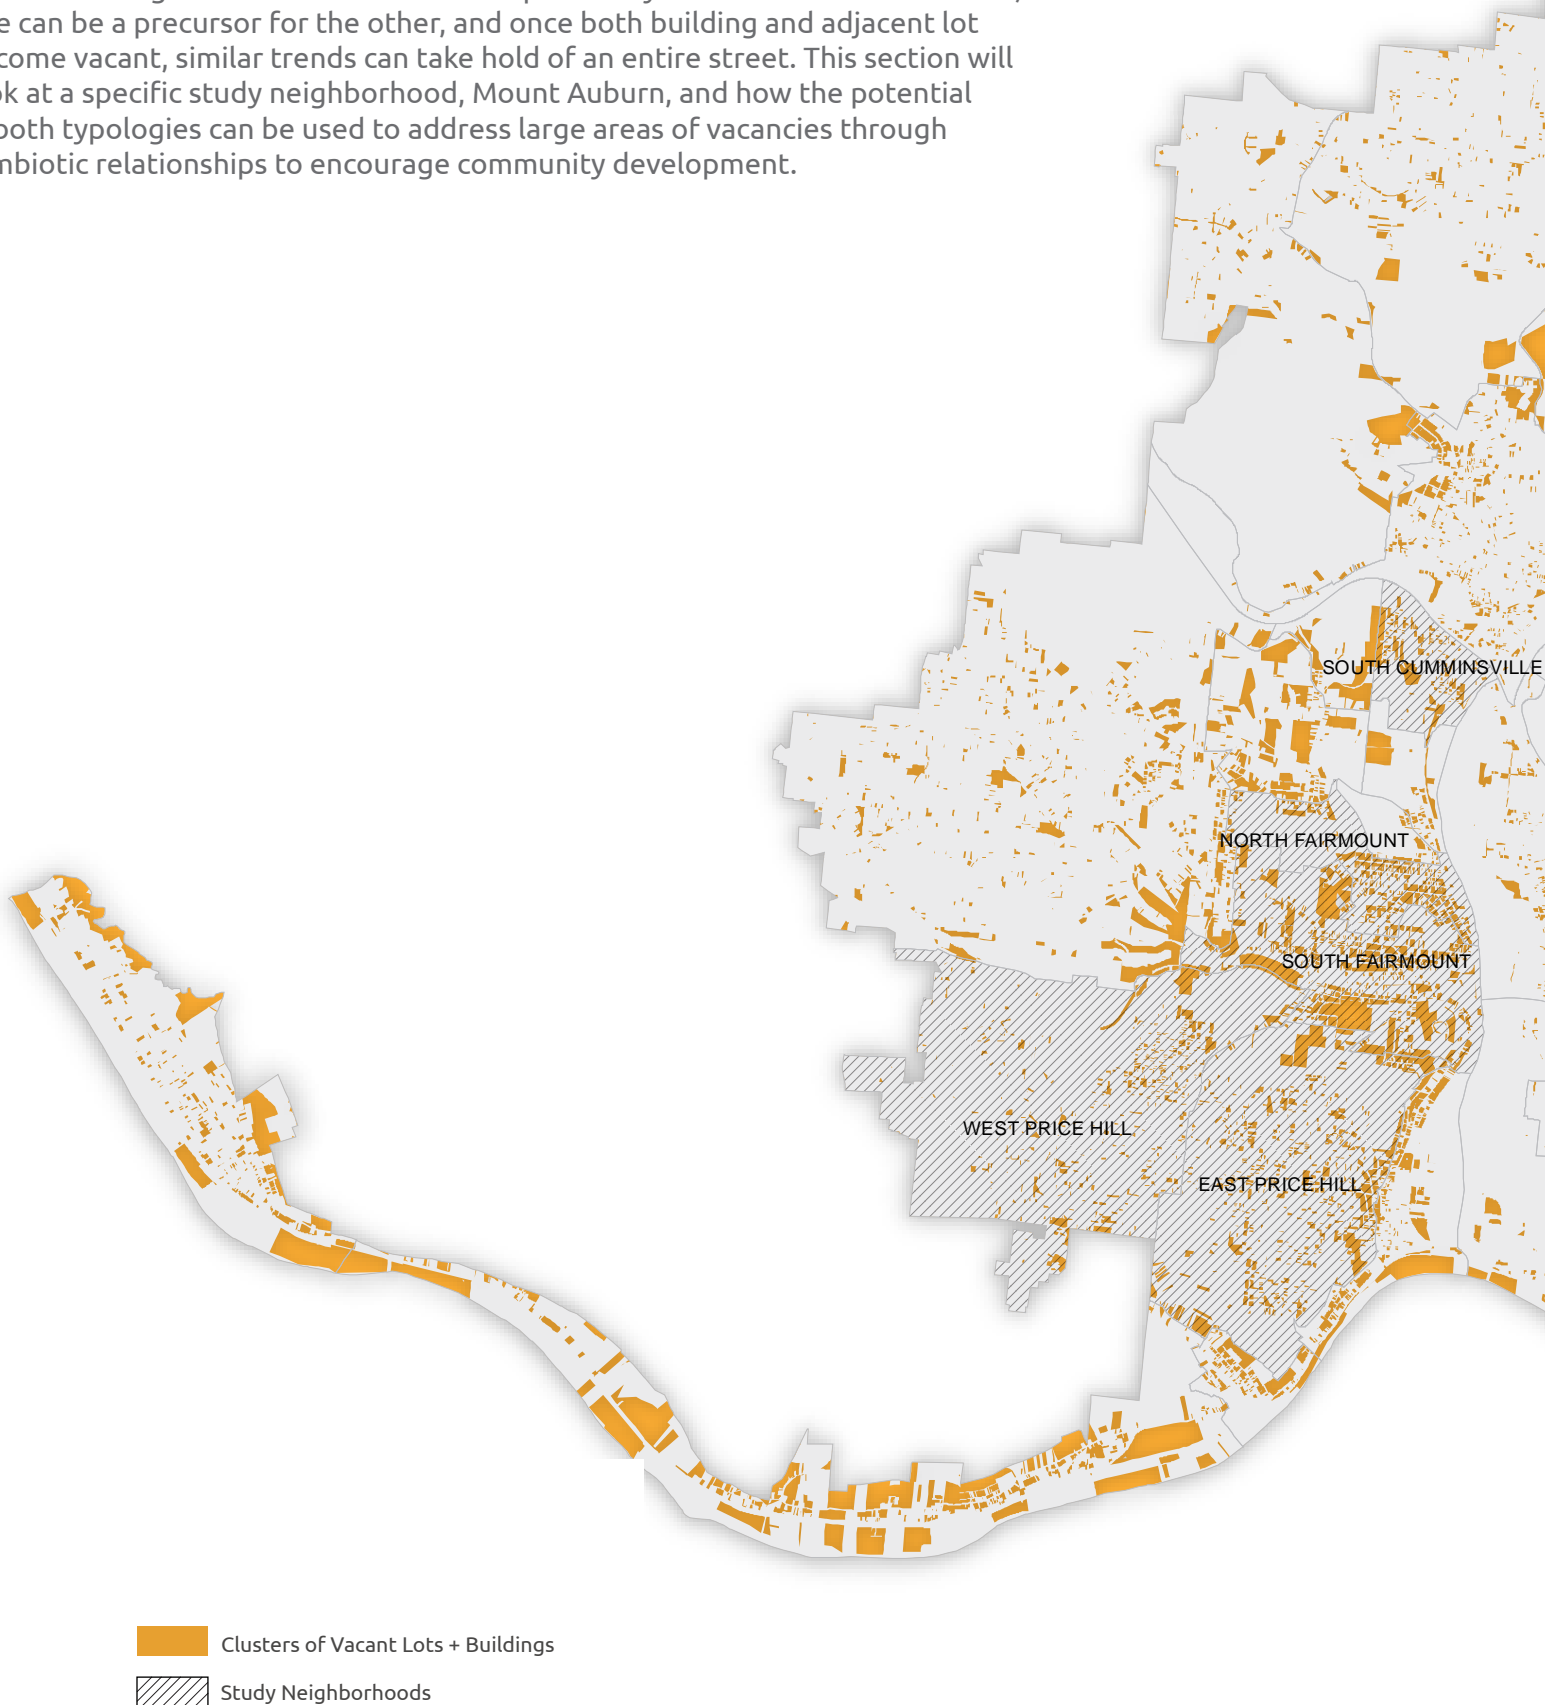 e can be a precursor for the other, and once both building and adjacent lot
come vacant, similar trends can take hold of an entire street. This section will
k at a specific study neighborhood, Mount Auburn, and how the potential
both typologies can be used to address large areas of vacancies through
mbiotic relationships to encourage community development.
SOUTH CUMMINSVILLE
NORTH FAIRMOUNT
SOUTH FAIRMOUNT
WEST PRICE HILL
EAST PRICE HILL
Clusters of Vacant Lots + Buildings
Study Neighborhoods